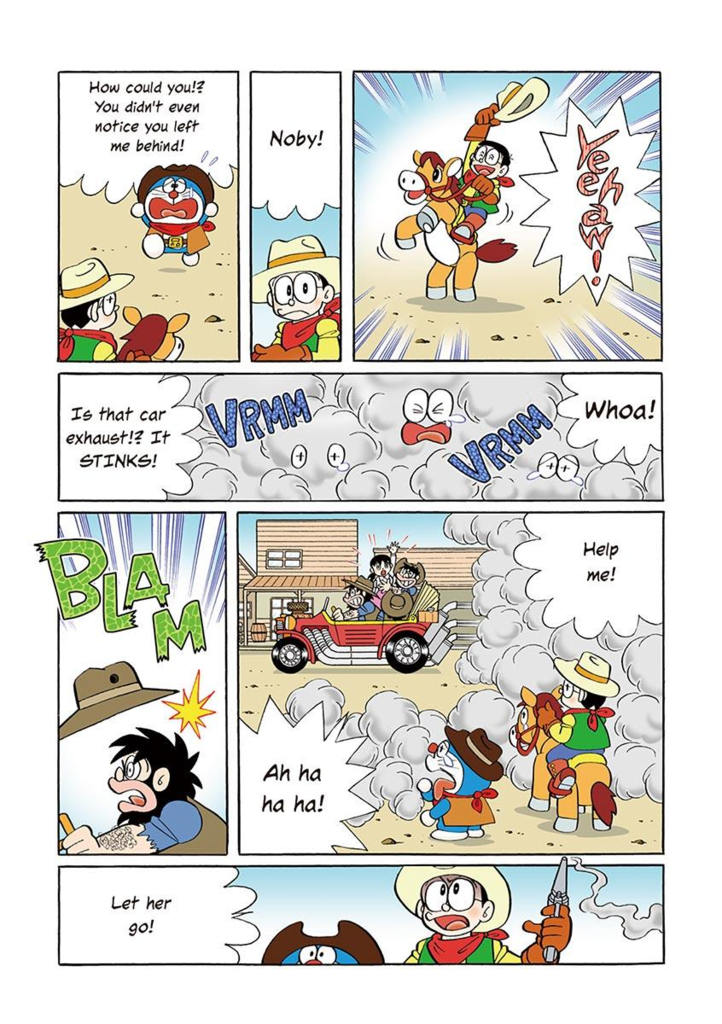 Yeehaw!
Noby!
How could you!?
You didn't even
notice you left
me behind!
Whoa!
VRMM
VRMM
Is that car
exhaust!? It
STINKS!
Help
me!
Ah ha
ha ha!
BLAM
Let her
go!